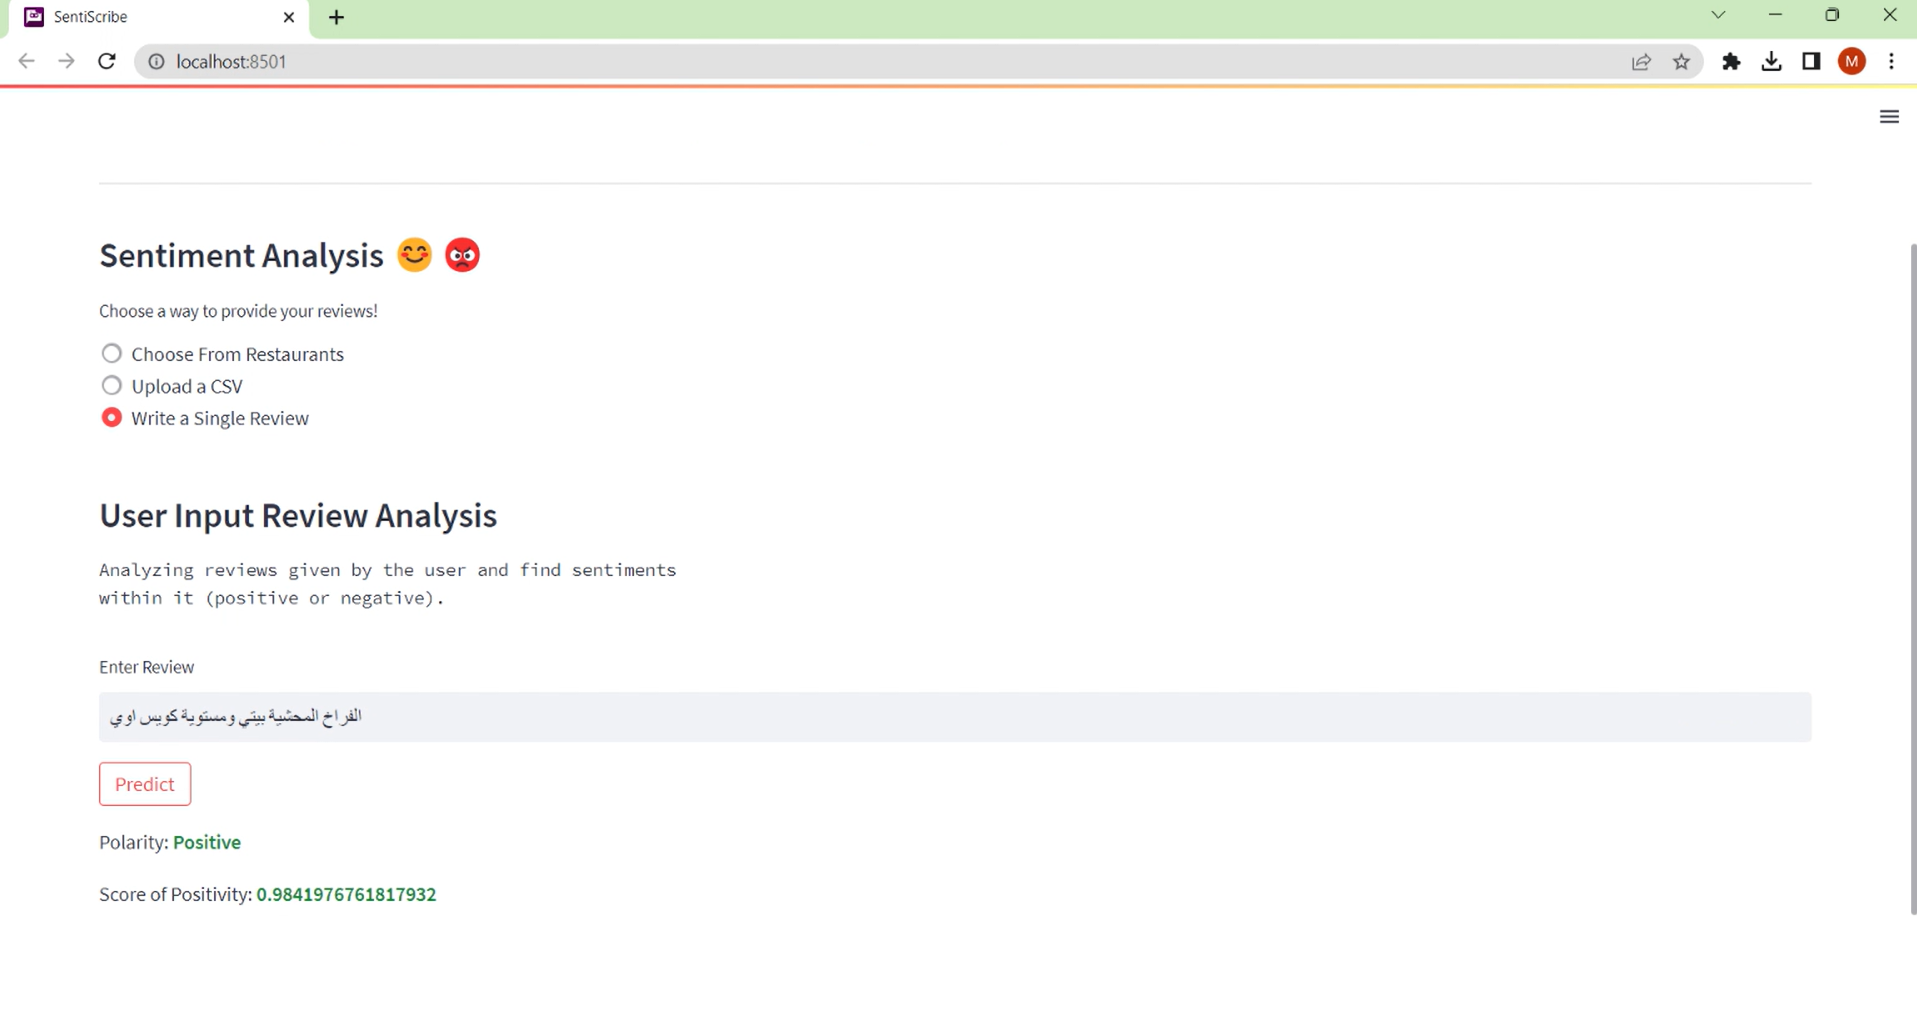 SentiScribe
localhost:8501
M
Sentiment Analysis 😊 😡
Choose a way to provide your reviews!
Choose From Restaurants
Upload a CSV
Write a Single Review
User Input Review Analysis
Analyzing reviews given by the user and find sentiments
within it (positive or negative).
Enter Review
الفراخ المحشية بيتي ومستوية كويس اوي
Predict
Polarity: Positive
Score of Positivity: 0.9841976761817932